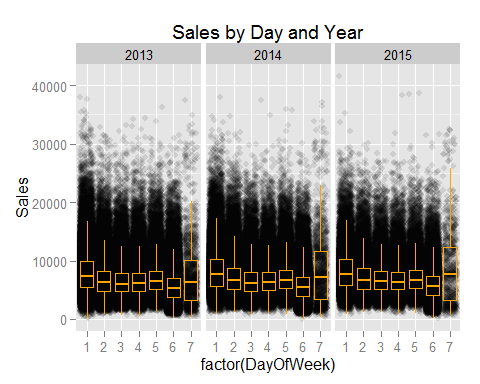 Sales by Day and Year
2013 2014 2015
Sales
40000
30000
20000
10000
0
1 2 3 4 5 6 7 1 2 3 4 5 6 7 1 2 3 4 5 6 7
factor(DayOfWeek)